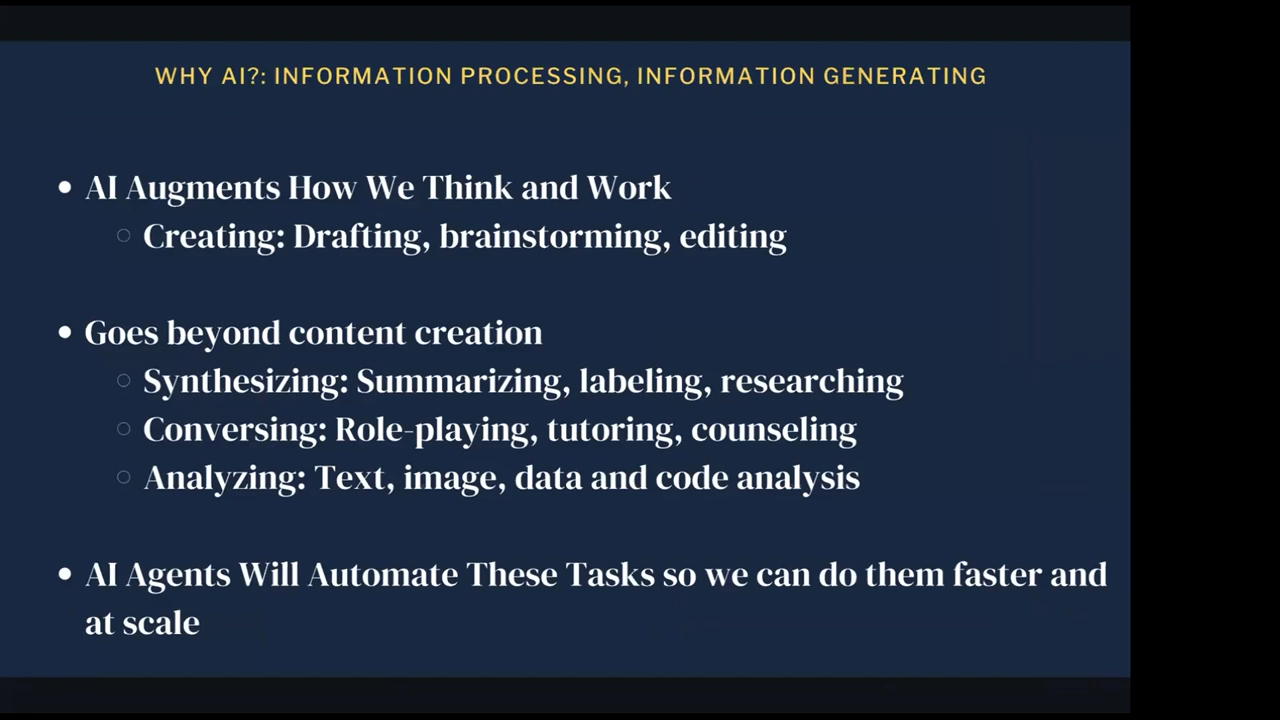 WHY AI?: INFORMATION PROCESSING, INFORMATION GENERATING
• AI Augments How We Think and Work
○ Creating: Drafting, brainstorming, editing
• Goes beyond content creation
○ Synthesizing: Summarizing, labeling, researching
○ Conversing: Role-playing, tutoring, counseling
○ Analyzing: Text, image, data and code analysis
• AI Agents Will Automate These Tasks so we can do them faster and
at scale